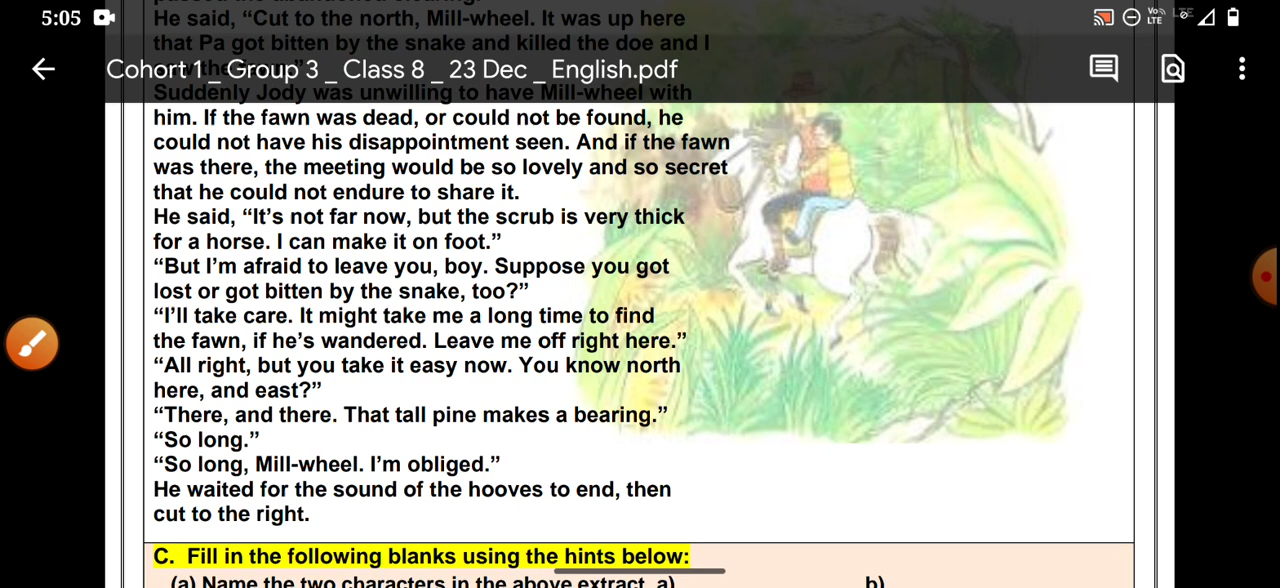 5:05
Vo LTE LTE
passed the abandoned clearing.
He said, “Cut to the north, Mill-wheel. It was up here
that Pa got bitten by the snake and killed the doe and I
Cohort 1_ Group 3 _ Class 8 _ 23 Dec _ English.pdf
Suddenly Jody was unwilling to have Mill-wheel with
him. If the fawn was dead, or could not be found, he
could not have his disappointment seen. And if the fawn
was there, the meeting would be so lovely and so secret
that he could not endure to share it.
He said, “It’s not far now, but the scrub is very thick
for a horse. I can make it on foot.”
“But I’m afraid to leave you, boy. Suppose you got
lost or got bitten by the snake, too?”
“I’ll take care. It might take me a long time to find
the fawn, if he’s wandered. Leave me off right here.”
“All right, but you take it easy now. You know north
here, and east?”
“There, and there. That tall pine makes a bearing.”
“So long.”
“So long, Mill-wheel. I’m obliged.”
He waited for the sound of the hooves to end, then
cut to the right.
C. Fill in the following blanks using the hints below:
(a) Name the two characters in the above extract. a) b)